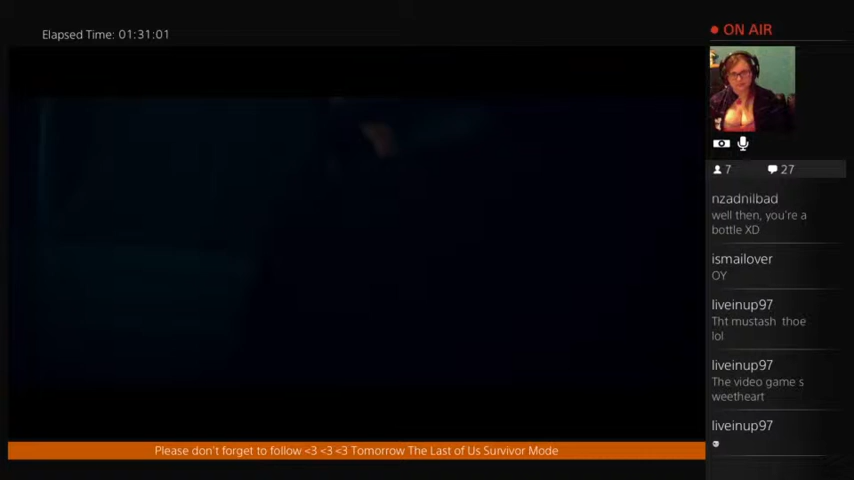 Elapsed Time: 01:31:01
ON AIR
7
27
nzadnilbad
well then, you're a
bottle XD
ismailover
OY
liveinup97
Tht mustash thoe
lol
liveinup97
The video game s
weetheart
liveinup97
Please don't forget to follow <3 <3 <3 Tomorrow The Last of Us Survivor Mode